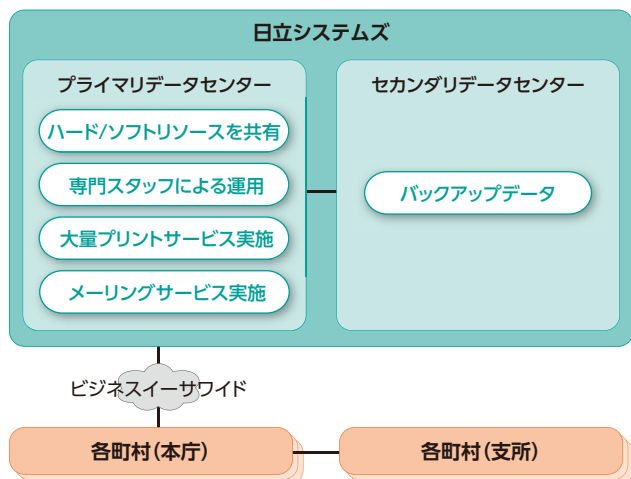 日立システムズ
プライマリデータセンター
ハード/ソフトリソースを共有
専門スタッフによる運用
大量プリントサービス実施
メーリングサービス実施
セカンダリデータセンター
バックアップデータ
ビジネスイーサワイド
各町村(本庁)
各町村(支所)